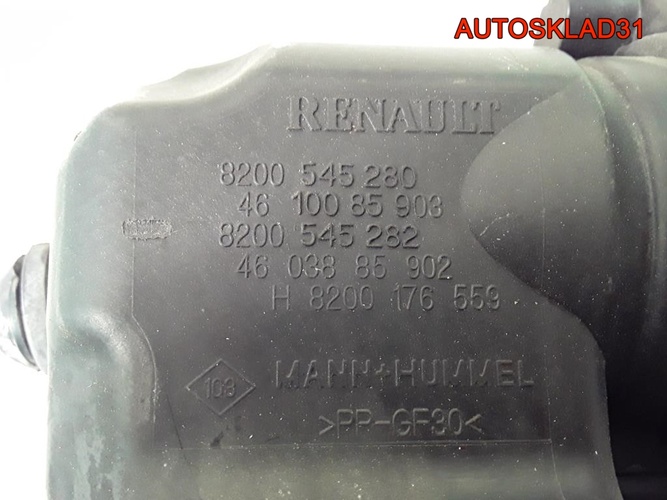 AUTOSKLAD31
RENAULT
8200 545 280
46 100 85 903
8200 545 282
46 038 85 902
H 8200 176 559
103
MANN+HUMMEL
>PP-GF30<